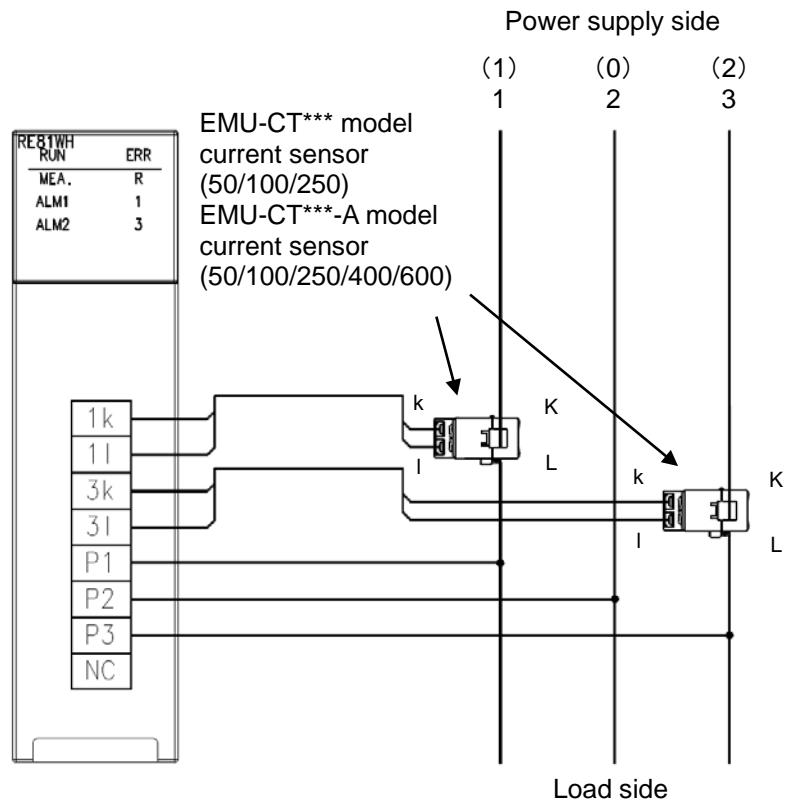 Power supply side
（1） （0） （2）
1 2 3
EMU-CT*** model
current sensor
(50/100/250)
EMU-CT***-A model
current sensor
(50/100/250/400/600)
RE81WH
RUN ERR
MEA. R
ALM1 1
ALM2 3
k K
l L
k K
l L
1k
1l
3k
3l
P1
P2
P3
NC
Load side